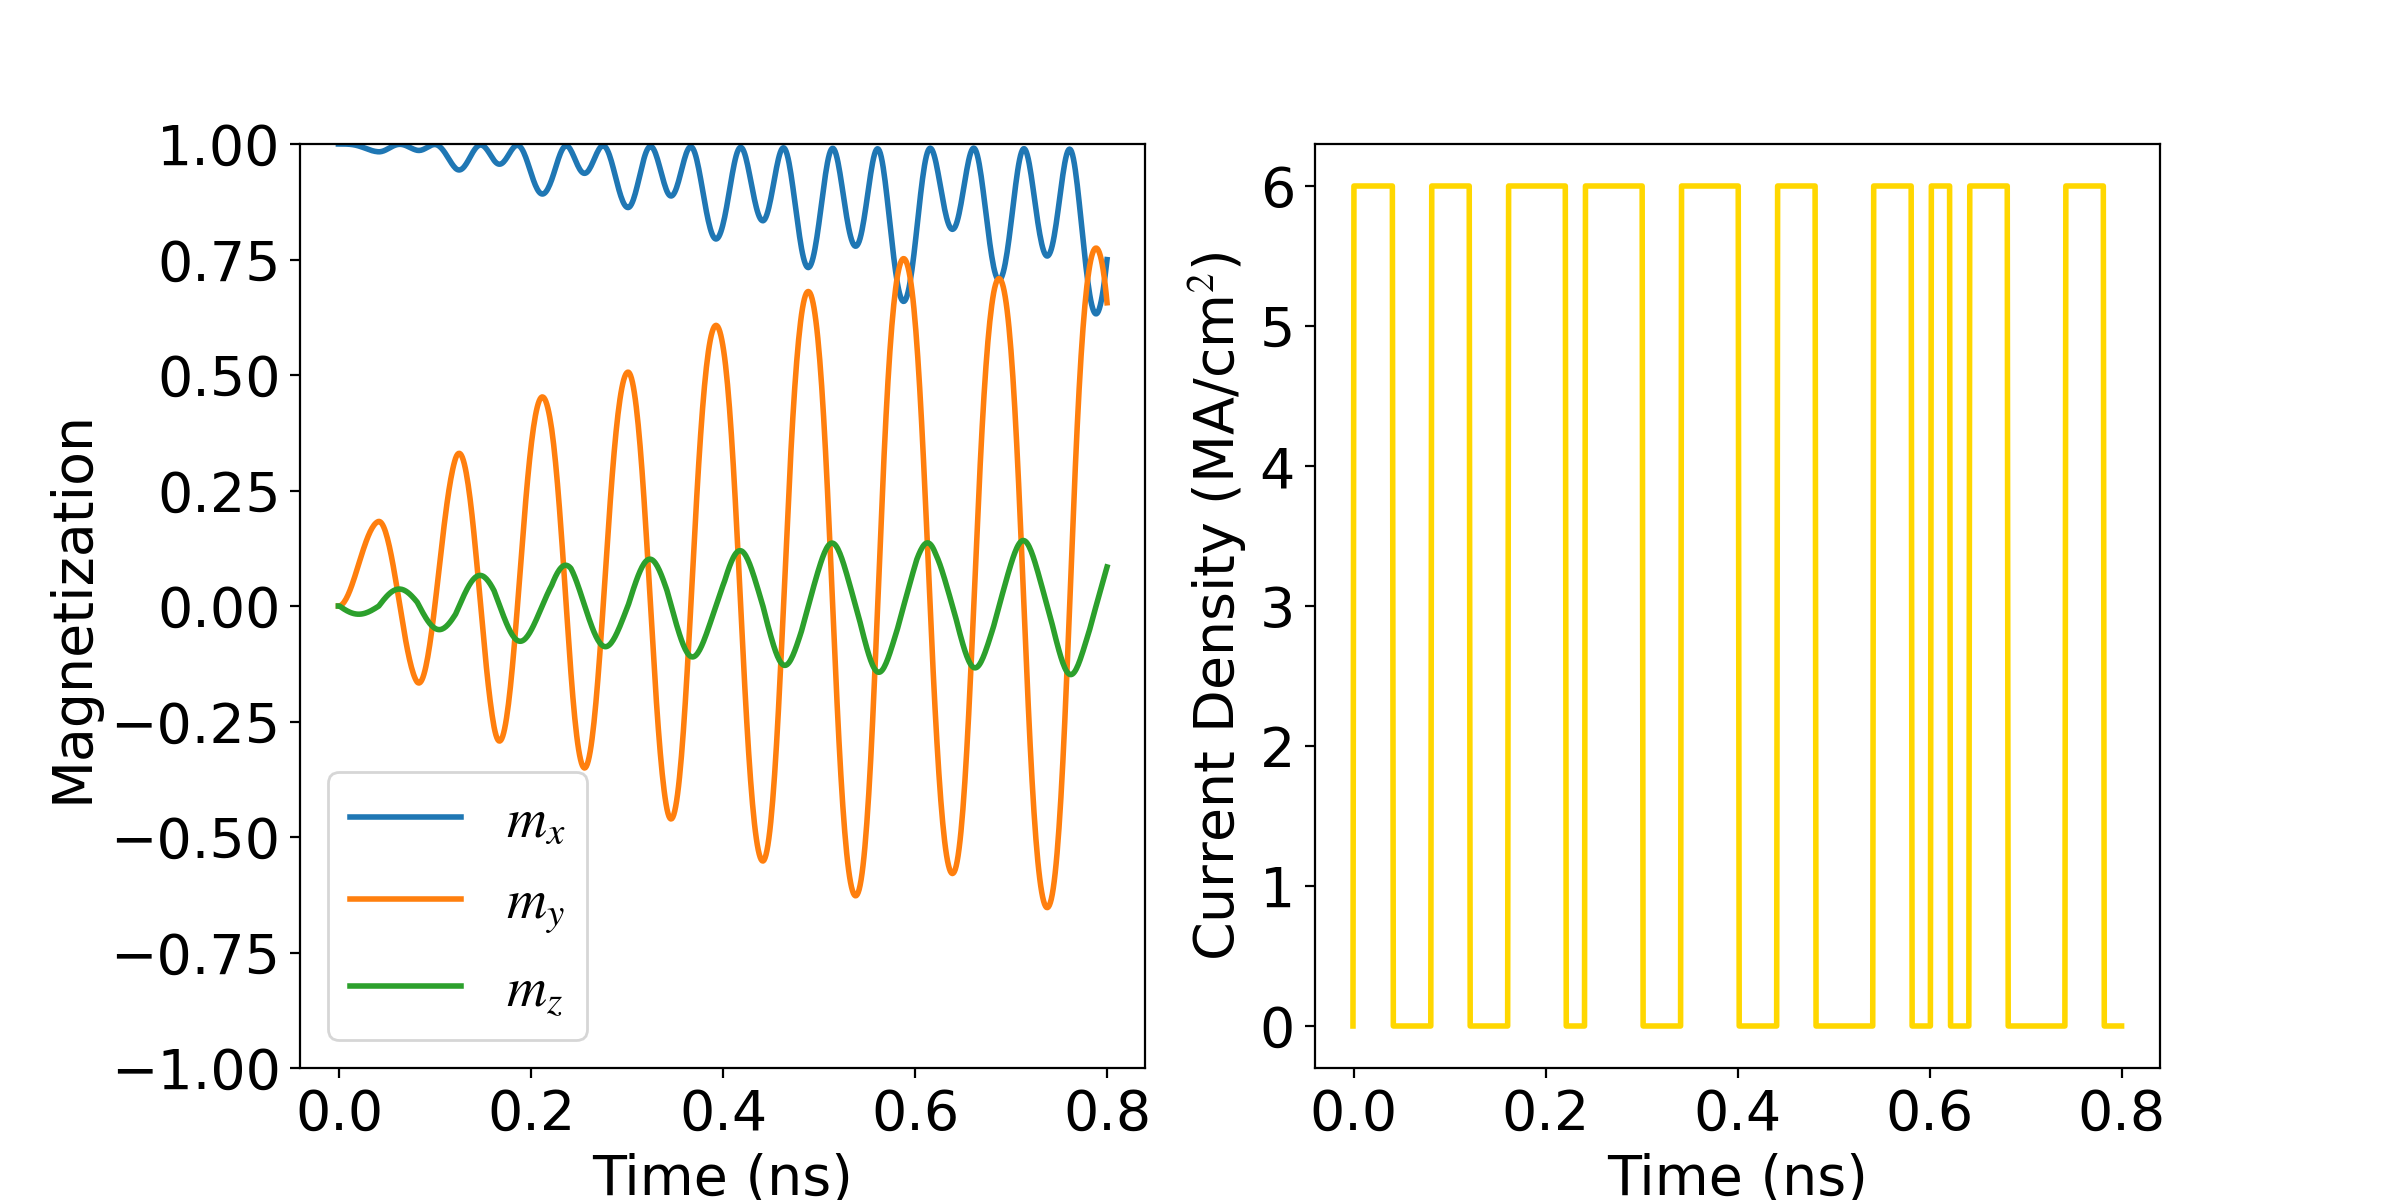 1.00
0.75
0.50
0.25
0.00
−0.25
−0.50
−0.75
−1.00
Magnetization
m_x
m_y
m_z
0.0 0.2 0.4 0.6 0.8
Time (ns)
6
5
4
3
2
1
0
Current Density (MA/cm²)
0.0 0.2 0.4 0.6 0.8
Time (ns)